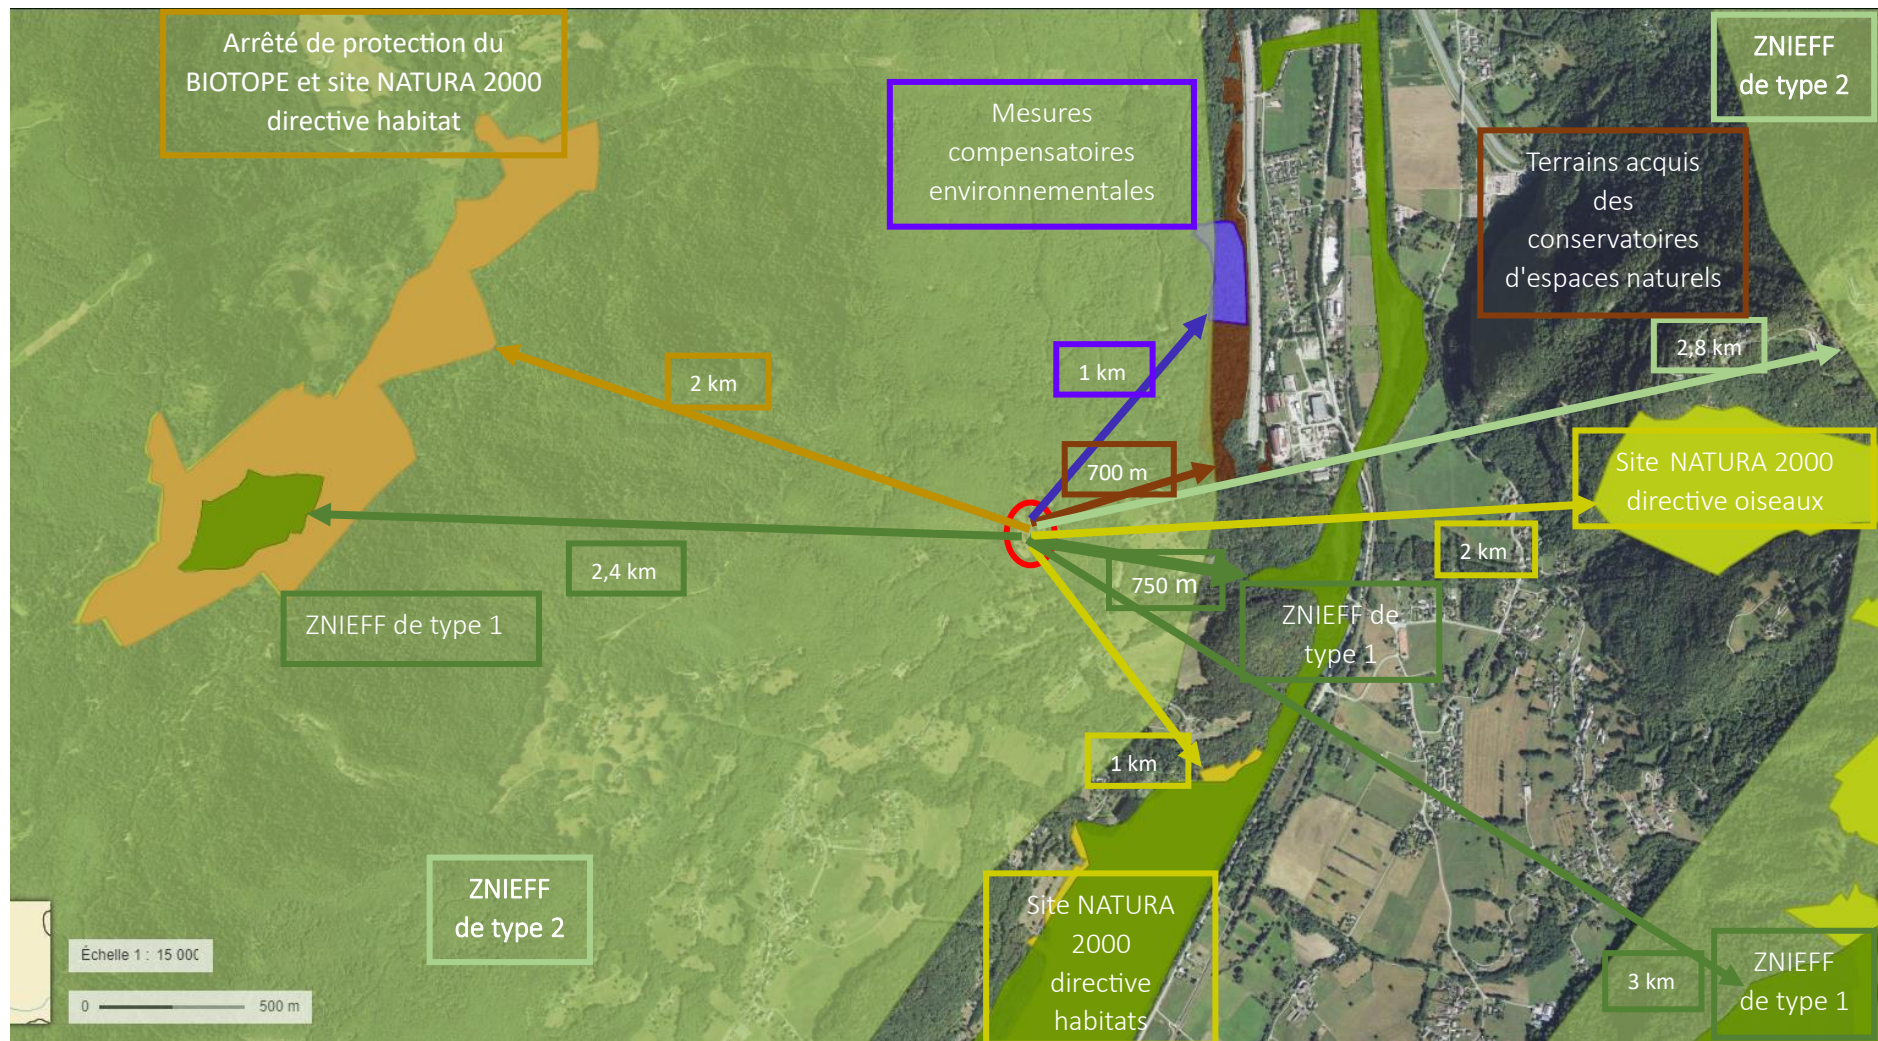 Arrêté de protection du
BIOTOPE et site NATURA 2000
directive habitat
ZNIEFF
de type 2
Mesures
compensatoires
environnementales
Terrains acquis
des
conservatoires
d'espaces naturels
2,8 km
2 km
1 km
700 m
Site NATURA 2000
directive oiseaux
2 km
2,4 km
750 m
ZNIEFF de type 1
ZNIEFF de
type 1
1 km
ZNIEFF
de type 2
Site NATURA
2000
directive
habitats
3 km
ZNIEFF
de type 1
Échelle 1 : 15 000
0
500 m